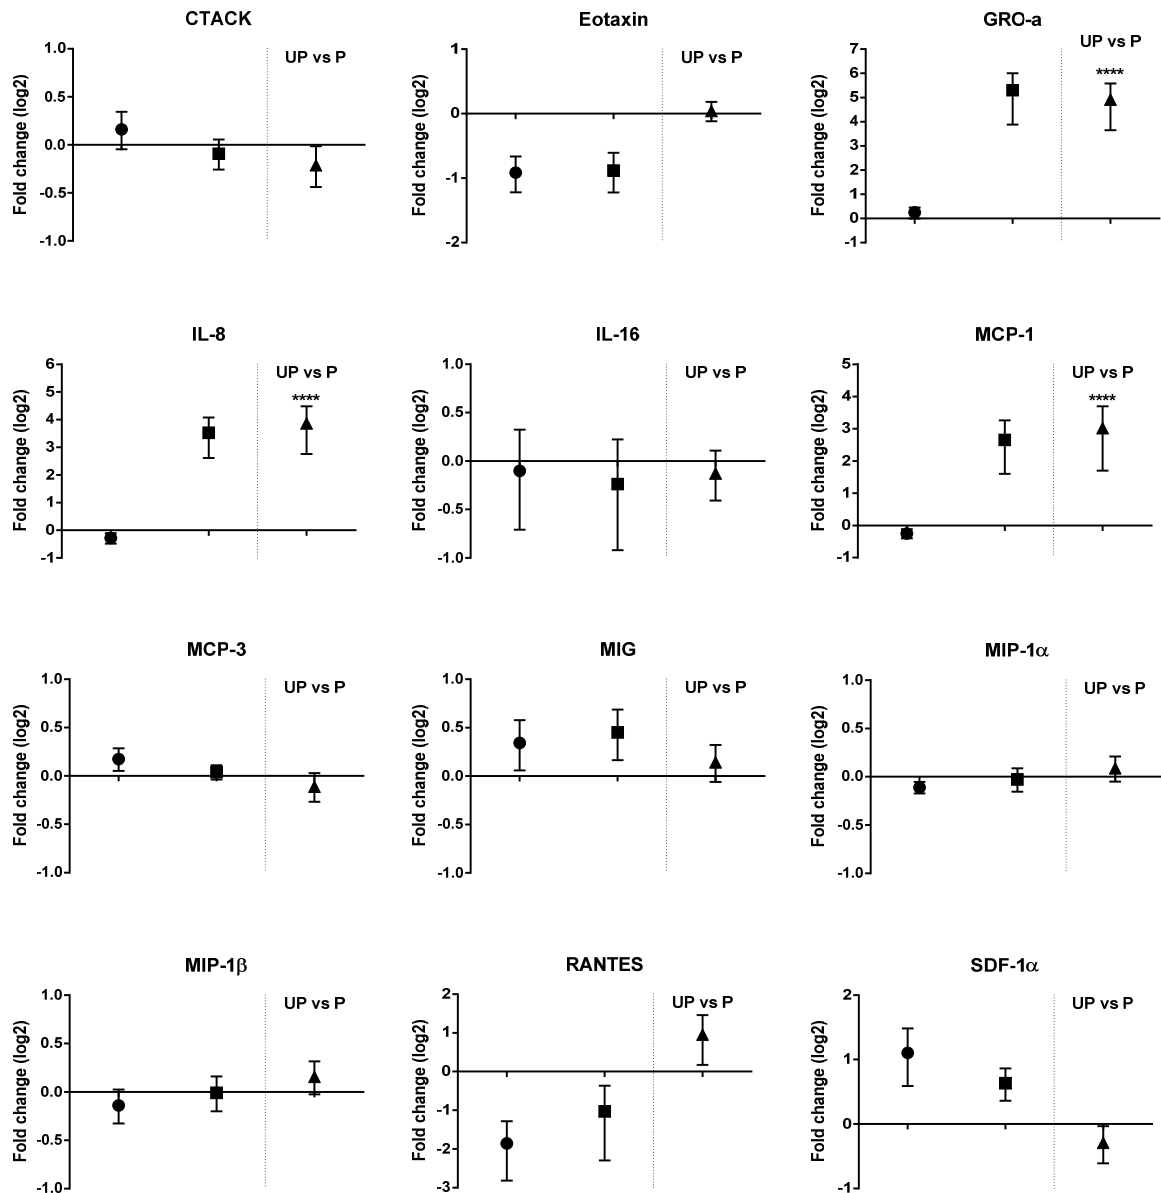 CTACK
Fold change (log2)
1.0
0.5
0.0
-0.5
-1.0
UP vs P
Eotaxin
Fold change (log2)
1
0
-1
-2
UP vs P
GRO-a
Fold change (log2)
7
6
5
4
3
2
1
0
-1
UP vs P
****
IL-8
Fold change (log2)
6
5
4
3
2
1
0
-1
UP vs P
****
IL-16
Fold change (log2)
1.0
0.5
0.0
-0.5
-1.0
UP vs P
MCP-1
Fold change (log2)
5
4
3
2
1
0
-1
UP vs P
****
MCP-3
Fold change (log2)
1.0
0.5
0.0
-0.5
-1.0
UP vs P
MIG
Fold change (log2)
1.0
0.5
0.0
-0.5
-1.0
UP vs P
MIP-1α
Fold change (log2)
1.0
0.5
0.0
-0.5
-1.0
UP vs P
MIP-1β
Fold change (log2)
1.0
0.5
0.0
-0.5
-1.0
UP vs P
RANTES
Fold change (log2)
2
1
0
-1
-2
-3
UP vs P
SDF-1α
Fold change (log2)
2
1
0
-1
UP vs P